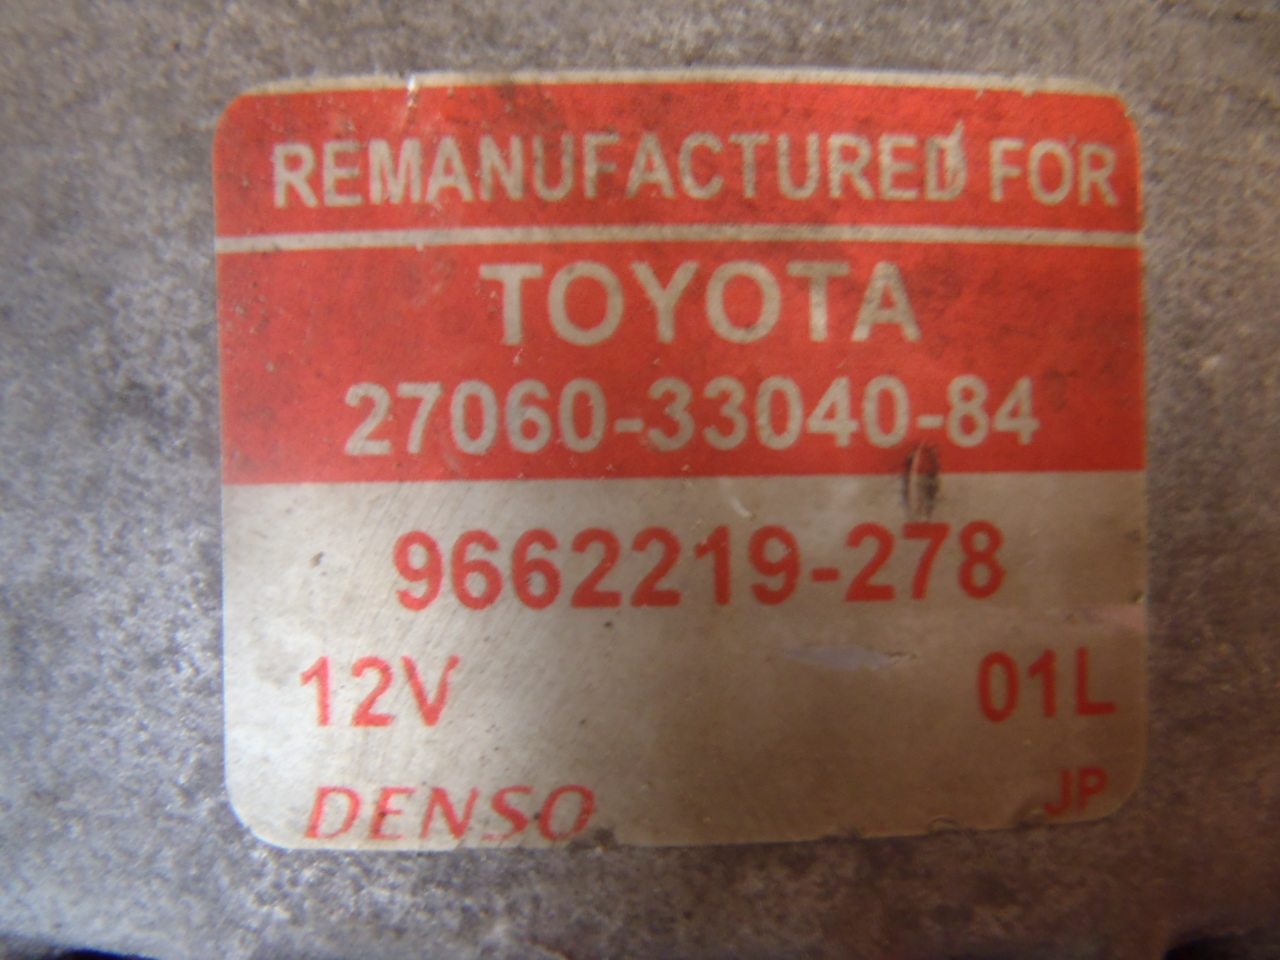 REMANUFACTURED FOR
TOYOTA
27060-33040-84
9662219-278
12V 01L
DENSO JP